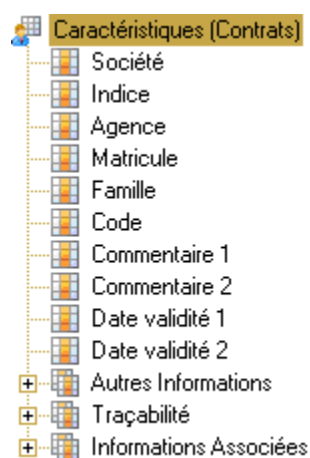 Caractéristiques (Contrats)
Société
Indice
Agence
Matricule
Famille
Code
Commentaire 1
Commentaire 2
Date validité 1
Date validité 2
Autres Informations
Traçabilité
Informations Associées